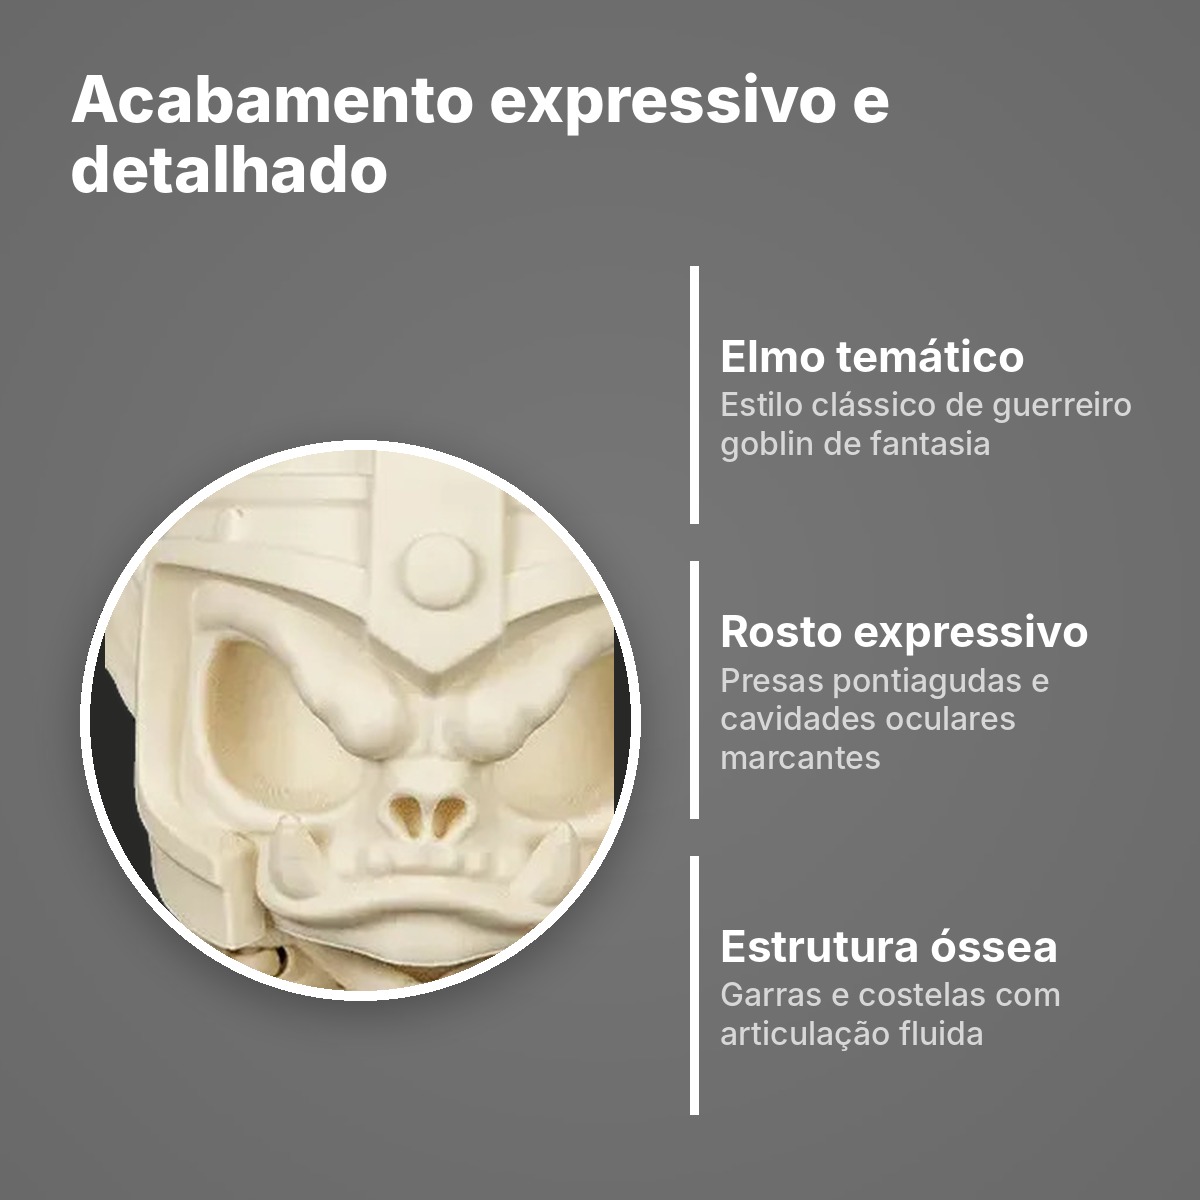 Acabamento expressivo e
detalhado
Elmo temático
Estilo clássico de guerreiro
goblin de fantasia
Rosto expressivo
Presas pontiagudas e
cavidades oculares
marcantes
Estrutura óssea
Garras e costelas com
articulação fluida